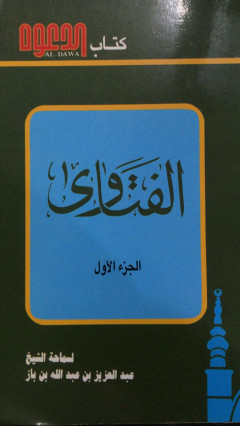 كتاب الدعوة
AL DAWA
الفتاوى
الجزء الأول
لسماحة الشيخ
عبد العزيز بن عبد الله بن باز